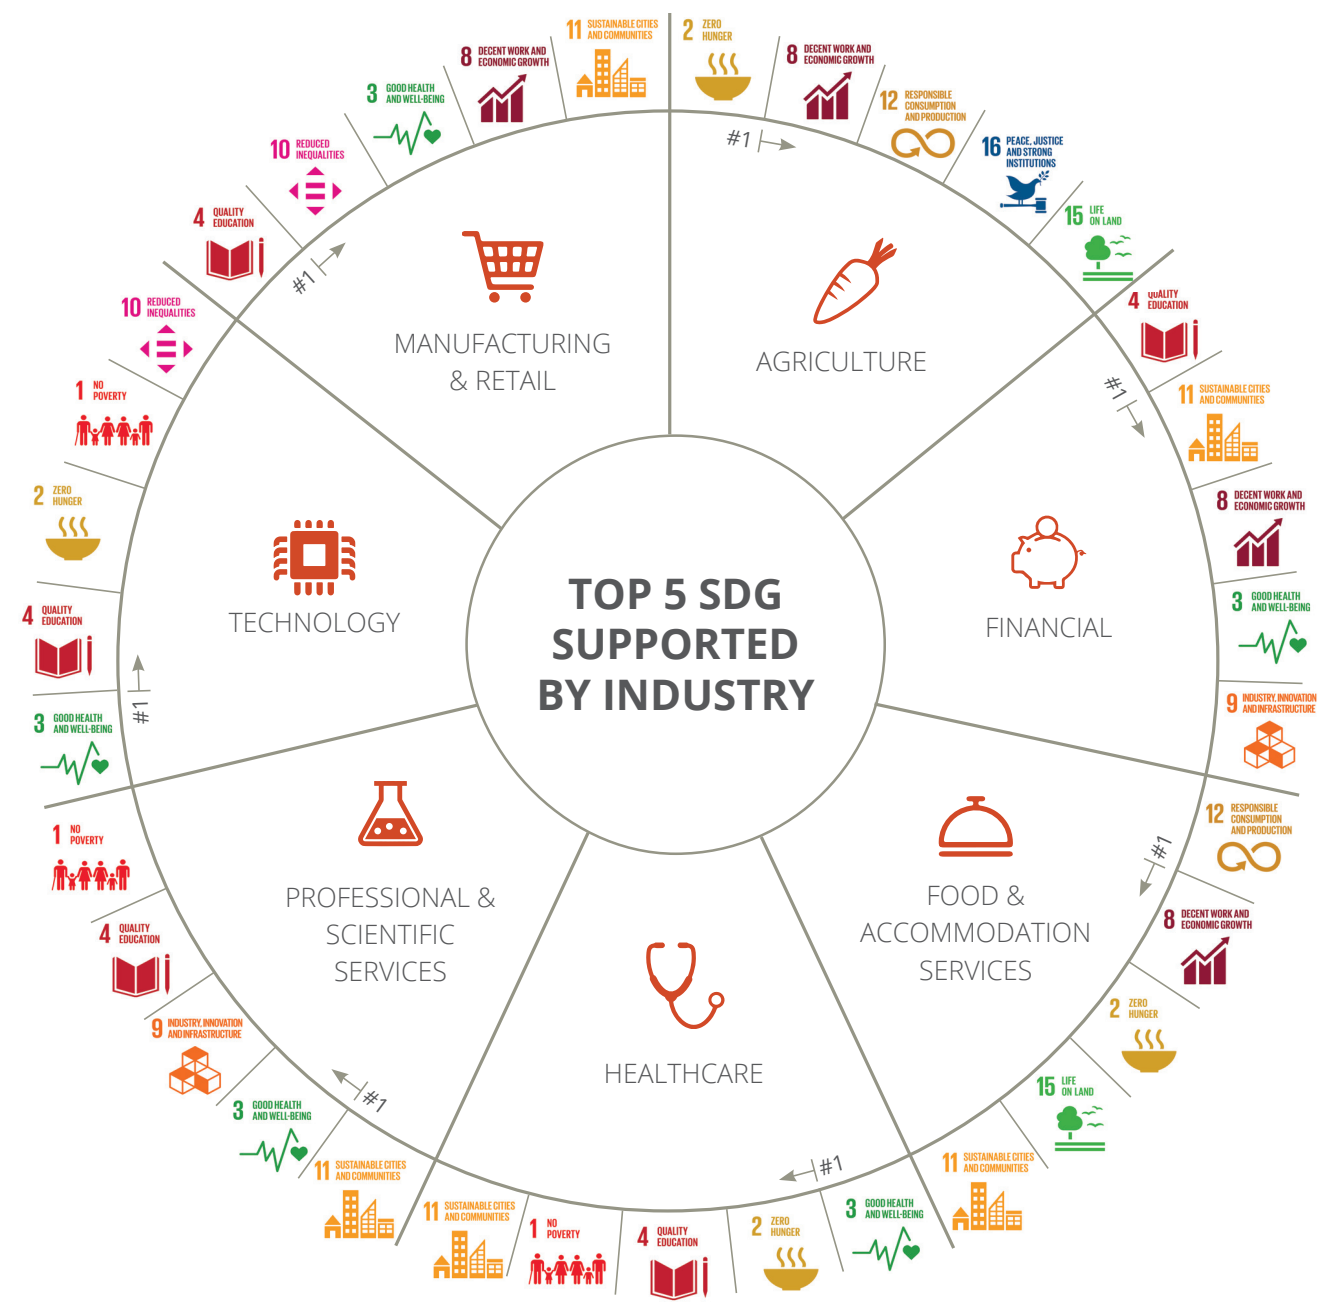 TOP 5 SDG
SUPPORTED
BY INDUSTRY
AGRICULTURE
#1
2 ZERO
HUNGER
8 DECENT WORK AND
ECONOMIC GROWTH
12 RESPONSIBLE
CONSUMPTION
AND PRODUCTION
16 PEACE, JUSTICE
AND STRONG
INSTITUTIONS
15 LIFE
ON LAND
FINANCIAL
#1
4 QUALITY
EDUCATION
11 SUSTAINABLE CITIES
AND COMMUNITIES
8 DECENT WORK AND
ECONOMIC GROWTH
3 GOOD HEALTH
AND WELL-BEING
9 INDUSTRY, INNOVATION
AND INFRASTRUCTURE
FOOD &
ACCOMMODATION
SERVICES
#1
12 RESPONSIBLE
CONSUMPTION
AND PRODUCTION
8 DECENT WORK AND
ECONOMIC GROWTH
2 ZERO
HUNGER
15 LIFE
ON LAND
11 SUSTAINABLE CITIES
AND COMMUNITIES
HEALTHCARE
#1
3 GOOD HEALTH
AND WELL-BEING
2 ZERO
HUNGER
4 QUALITY
EDUCATION
1 NO
POVERTY
11 SUSTAINABLE CITIES
AND COMMUNITIES
PROFESSIONAL &
SCIENTIFIC
SERVICES
#1
11 SUSTAINABLE CITIES
AND COMMUNITIES
3 GOOD HEALTH
AND WELL-BEING
9 INDUSTRY, INNOVATION
AND INFRASTRUCTURE
4 QUALITY
EDUCATION
1 NO
POVERTY
TECHNOLOGY
#1
3 GOOD HEALTH
AND WELL-BEING
4 QUALITY
EDUCATION
2 ZERO
HUNGER
1 NO
POVERTY
10 REDUCED
INEQUALITIES
MANUFACTURING
& RETAIL
#1
4 QUALITY
EDUCATION
10 REDUCED
INEQUALITIES
3 GOOD HEALTH
AND WELL-BEING
8 DECENT WORK AND
ECONOMIC GROWTH
11 SUSTAINABLE CITIES
AND COMMUNITIES